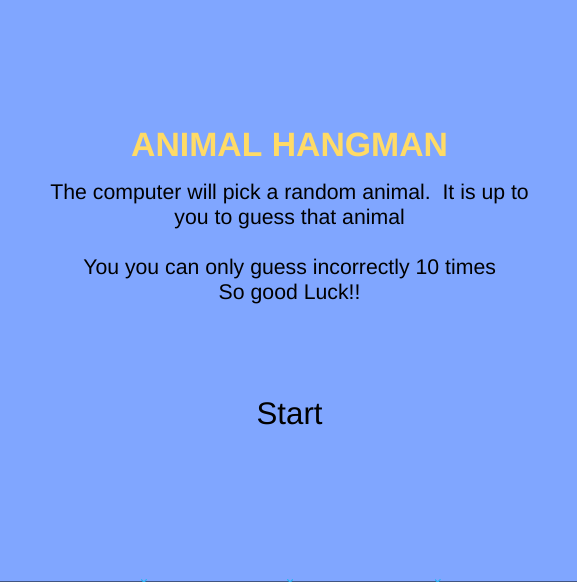 ANIMAL HANGMAN
The computer will pick a random animal.  It is up to
you to guess that animal
You you can only guess incorrectly 10 times
So good Luck!!
Start